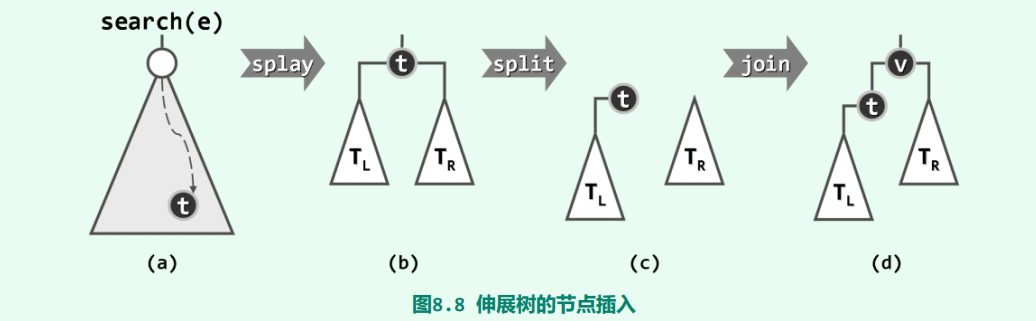 search(e)
splay
split
join
t
t
t
v
t
T_L
T_R
T_L
T_R
T_L
T_R
(a)
(b)
(c)
(d)
图8.8 伸展树的节点插入